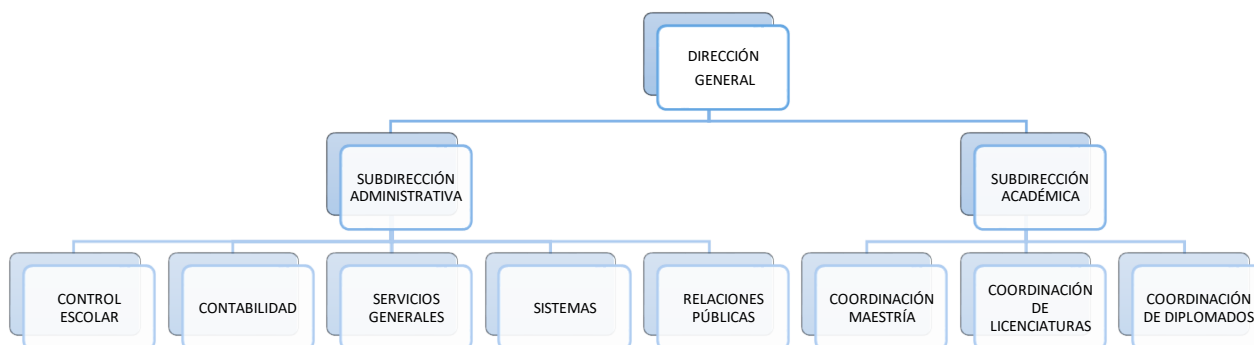 DIRECCIÓN
GENERAL
SUBDIRECCIÓN
ADMINISTRATIVA
SUBDIRECCIÓN
ACADÉMICA
CONTROL
ESCOLAR
CONTABILIDAD
SERVICIOS
GENERALES
SISTEMAS
RELACIONES
PÚBLICAS
COORDINACIÓN
MAESTRÍA
COORDINACIÓN
DE
LICENCIATURAS
COORDINACIÓN
DE DIPLOMADOS